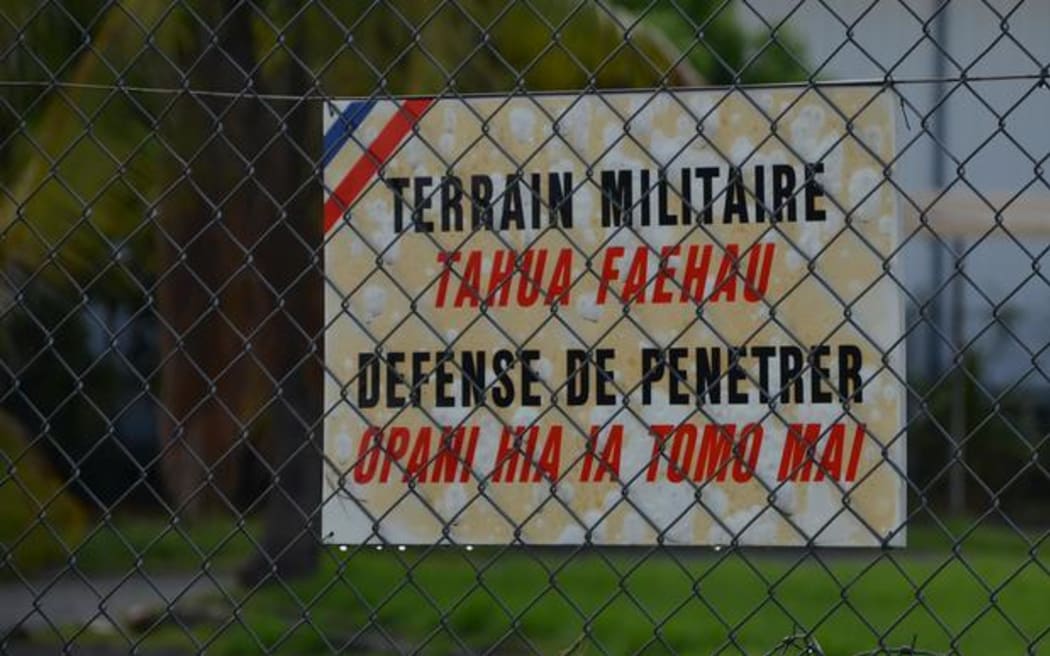 TERRAIN MILITAIRE
TAHUA FAEHAU
DEFENSE DE PENETRER
OPANI HIA IA TOMO MAI